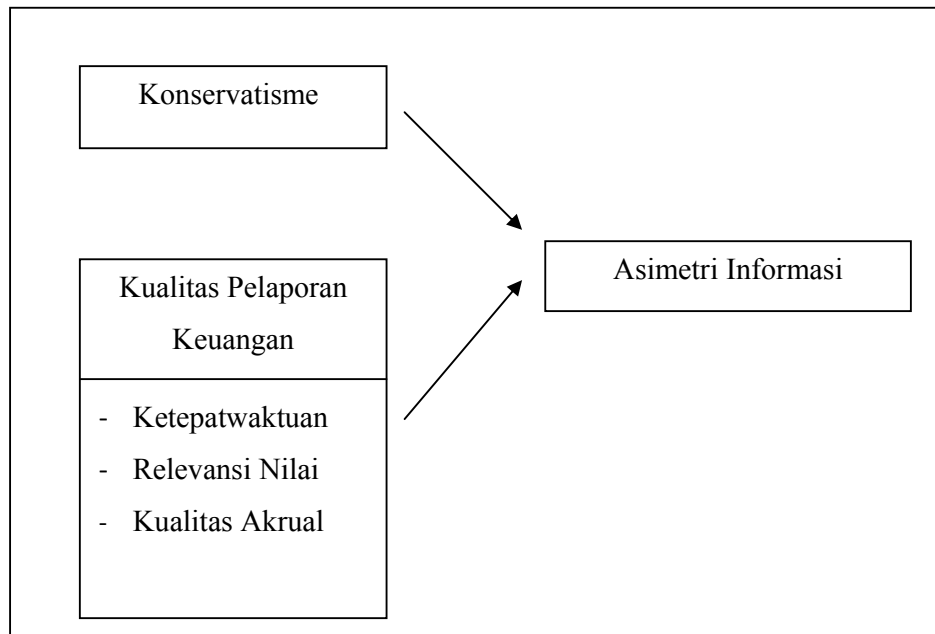 Konservatisme
Kualitas Pelaporan
Keuangan
- Ketepatwaktuan
- Relevansi Nilai
- Kualitas Akrual
Asimetri Informasi